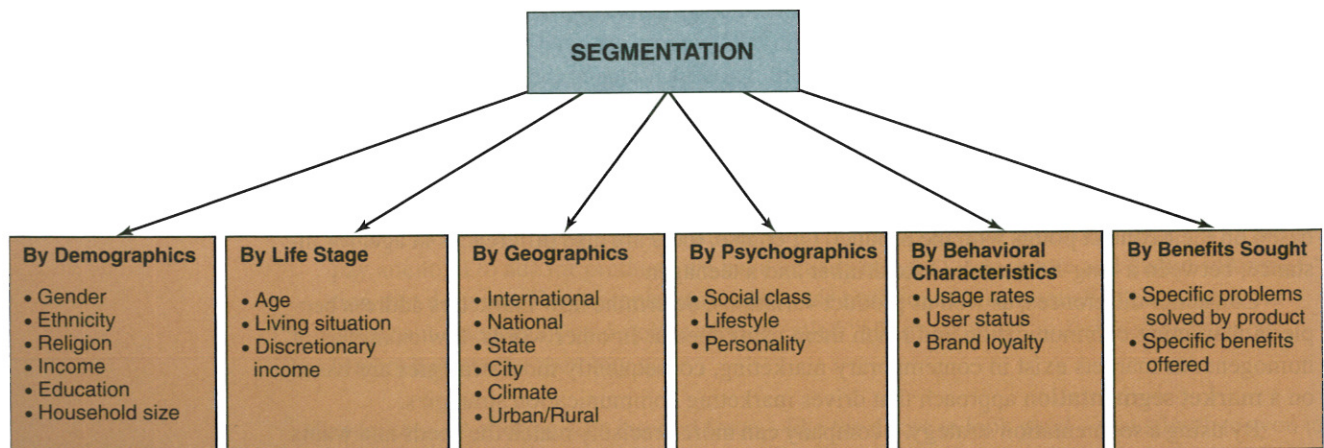 SEGMENTATION
By Demographics
• Gender
• Ethnicity
• Religion
• Income
• Education
• Household size
By Life Stage
• Age
• Living situation
• Discretionary
income
By Geographics
• International
• National
• State
• City
• Climate
• Urban/Rural
By Psychographics
• Social class
• Lifestyle
• Personality
By Behavioral
Characteristics
• Usage rates
• User status
• Brand loyalty
By Benefits Sought
• Specific problems
solved by product
• Specific benefits
offered